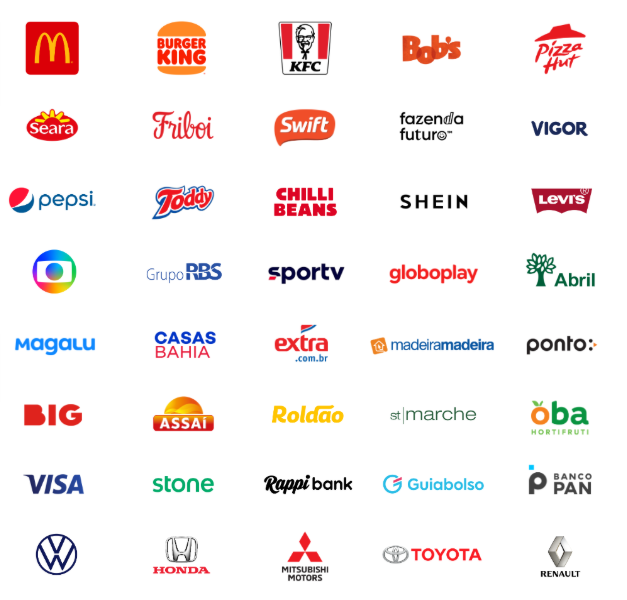 BURGER
KING
KFC
Bob's
Pizza
Hut
Seara
Friboi
Swift
fazenda
futuro™
VIGOR
pepsi
Toddy
CHILLI
BEANS
SHEIN
LEVI'S
Grupo RBS
sportv
globoplay
Abril
Magalu
CASAS
BAHIA
extra
.com.br
madeiramadeira
ponto:>
BIG
ASSAÍ
Roldão
st|marche
oba
HORTIFRUTI
VISA
stone
Rappi bank
Guiabolso
BANCO
PAN
HONDA
MITSUBISHI
MOTORS
TOYOTA
RENAULT